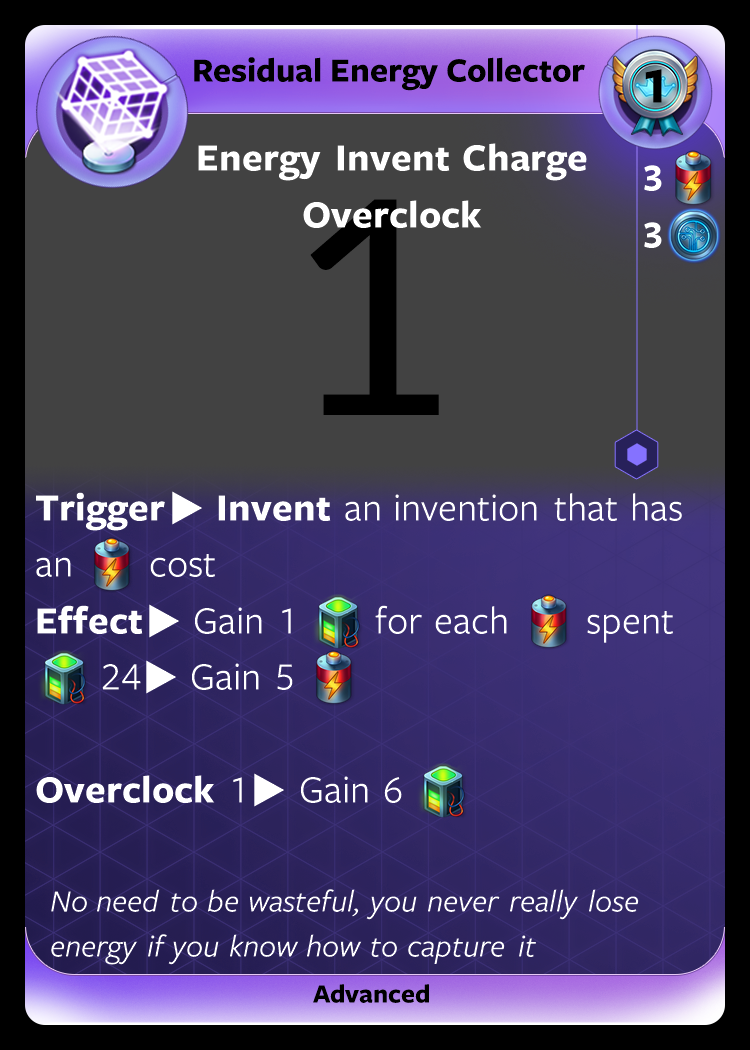 Residual Energy Collector
1
Energy Invent Charge
Overclock
3
3
1
Trigger▶ Invent an invention that has
an cost
Effect▶ Gain 1 for each spent
24▶ Gain 5
Overclock 1▶ Gain 6
No need to be wasteful, you never really lose
energy if you know how to capture it
Advanced